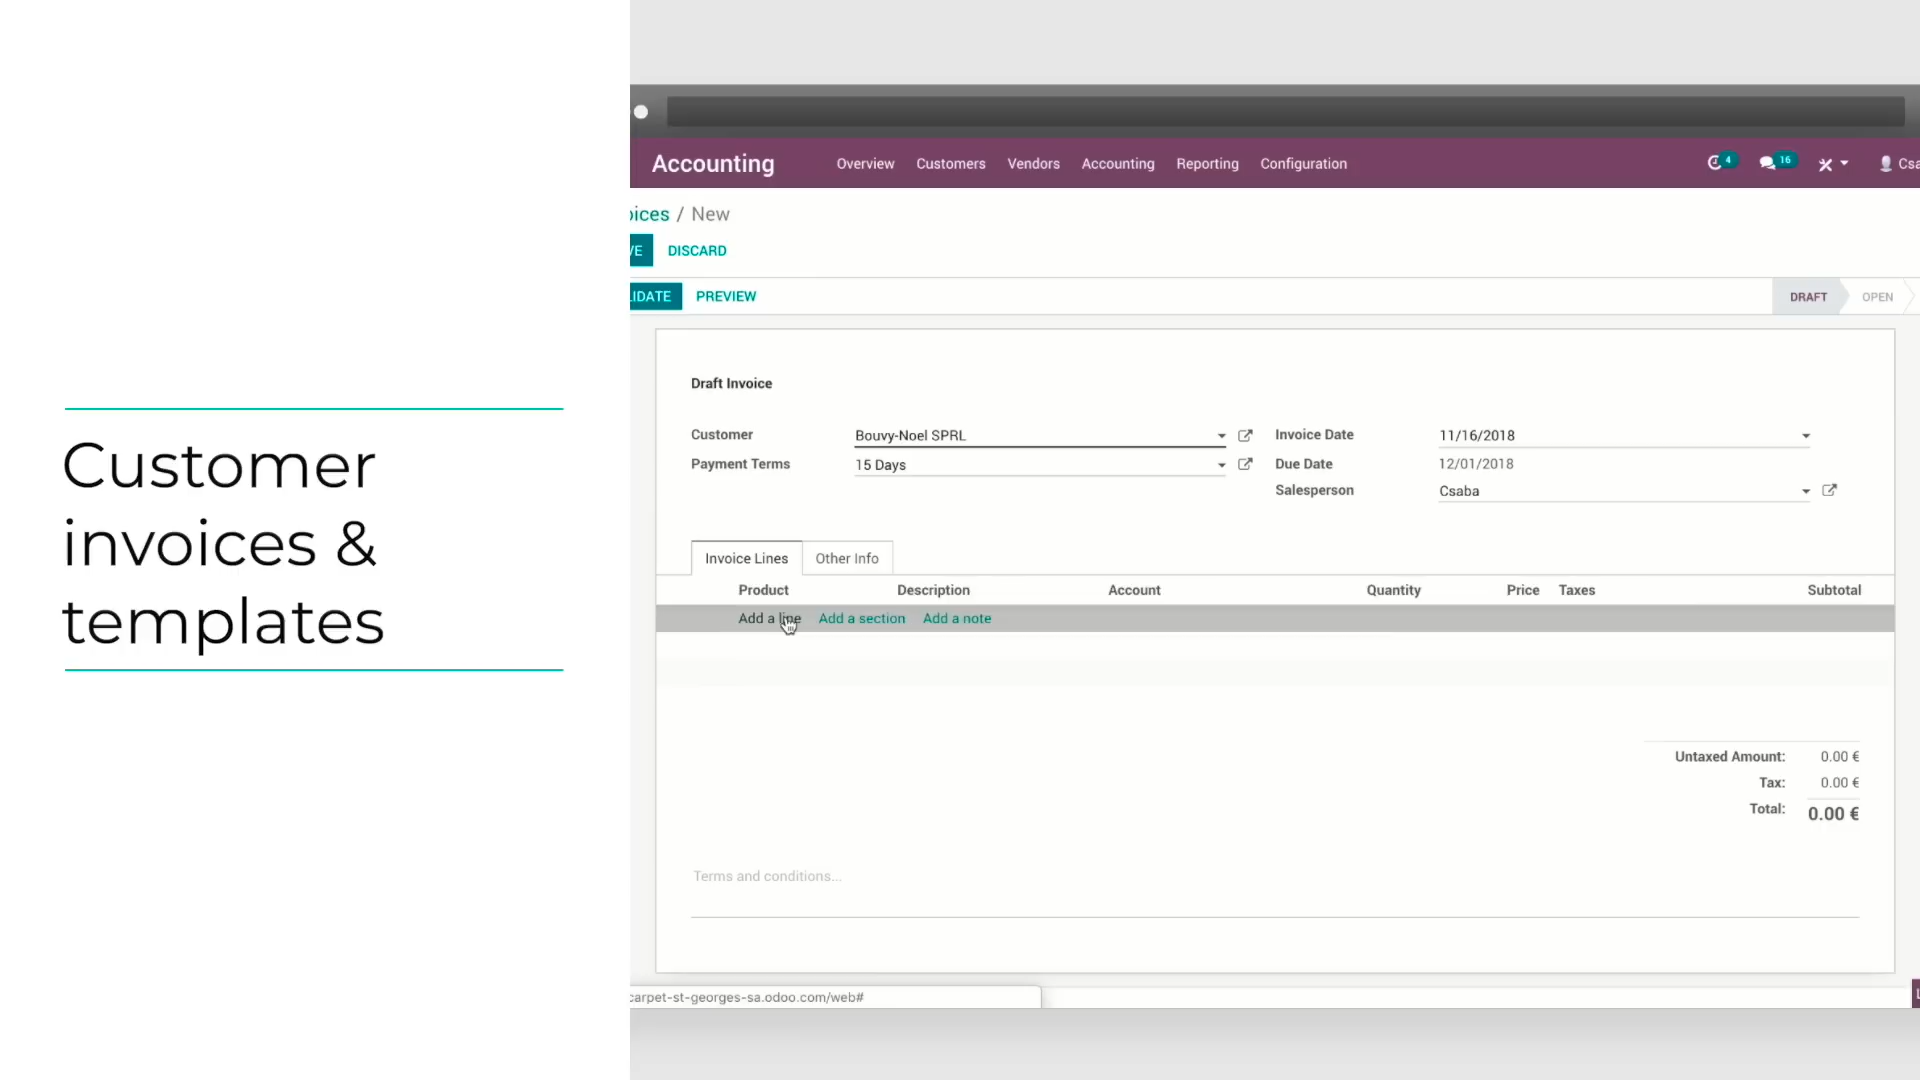 Customer
invoices &
templates
Accounting Overview Customers Vendors Accounting Reporting Configuration 4 16 Csa
oices / New
VE DISCARD
LIDATE PREVIEW DRAFT OPEN
Draft Invoice
Customer Bouvy-Noel SPRL Invoice Date 11/16/2018
Payment Terms 15 Days Due Date 12/01/2018
Salesperson Csaba
Invoice Lines Other Info
Product Description Account Quantity Price Taxes Subtotal
Add a line Add a section Add a note
Untaxed Amount: 0.00 €
Tax: 0.00 €
Total: 0.00 €
Terms and conditions...
carpet-st-georges-sa.odoo.com/web#